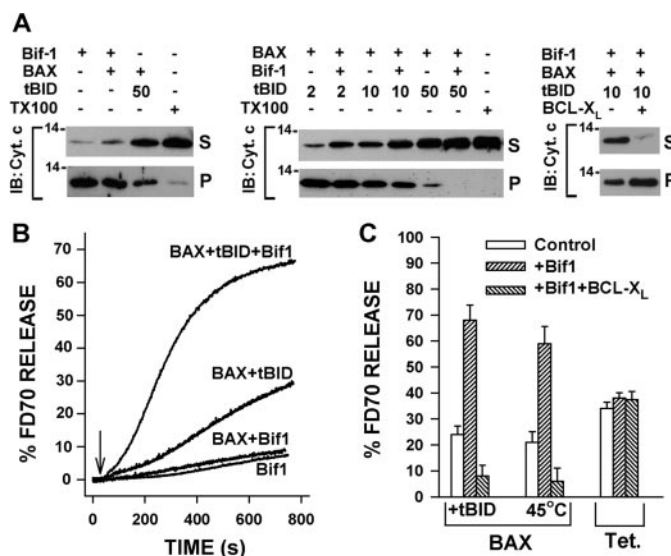 A
Bif-1 + + - -
BAX - + + -
tBID - - 50 -
TX100 - - - +
IB: Cyt. c
14-
S
14-
P
BAX + + + + + + -
Bif-1 - + - + - + -
tBID 2 2 10 10 50 50 -
TX100 - - - - - - +
IB: Cyt. c
14-
S
14-
P
Bif-1 + +
BAX + +
tBID 10 10
BCL-XL - +
IB: Cyt. c
14-
S
14-
P
B
% FD70 RELEASE
70
60
50
40
30
20
10
0
BAX+tBID+Bif1
BAX+tBID
BAX+Bif1
Bif1
0 200 400 600 800
TIME (s)
C
% FD70 RELEASE
100
90
80
70
60
50
40
30
20
10
0
Control
+Bif1
+Bif1+BCL-XL
+tBID 45°C
BAX Tet.